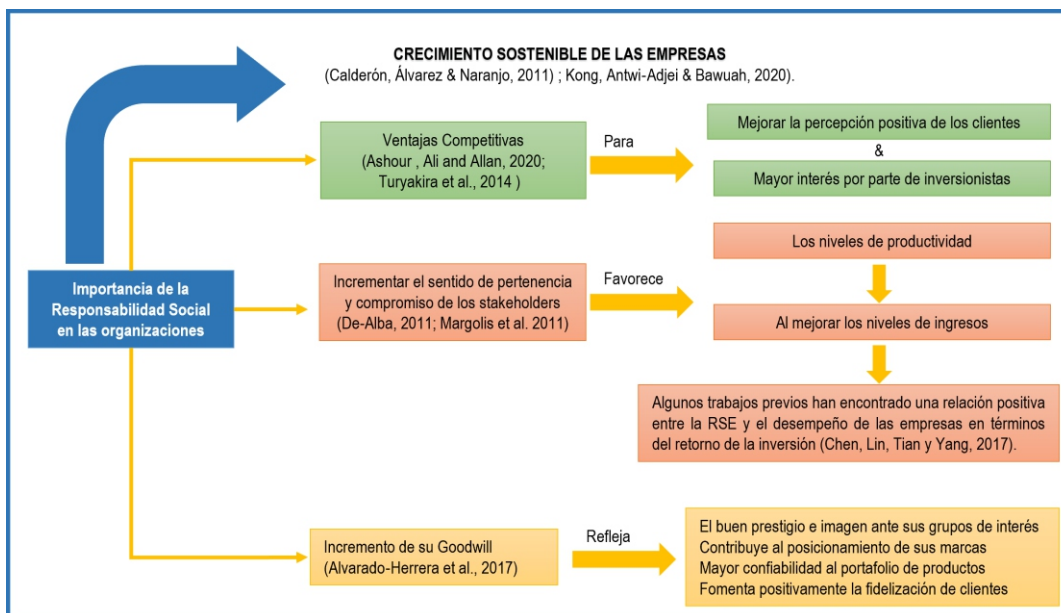 CRECIMIENTO SOSTENIBLE DE LAS EMPRESAS
(Calderón, Álvarez & Naranjo, 2011) ; Kong, Antwi-Adjei & Bawuah, 2020).
Importancia de la
Responsabilidad Social
en las organizaciones
Ventajas Competitivas
(Ashour , Ali and Allan, 2020;
Turyakira et al., 2014 )
Para
Mejorar la percepción positiva de los clientes
&
Mayor interés por parte de inversionistas
Incrementar el sentido de pertenencia
y compromiso de los stakeholders
(De-Alba, 2011; Margolis et al. 2011)
Favorece
Los niveles de productividad
Al mejorar los niveles de ingresos
Algunos trabajos previos han encontrado una relación positiva
entre la RSE y el desempeño de las empresas en términos
del retorno de la inversión (Chen, Lin, Tian y Yang, 2017).
Incremento de su Goodwill
(Alvarado-Herrera et al., 2017)
Refleja
El buen prestigio e imagen ante sus grupos de interés
Contribuye al posicionamiento de sus marcas
Mayor confiabilidad al portafolio de productos
Fomenta positivamente la fidelización de clientes